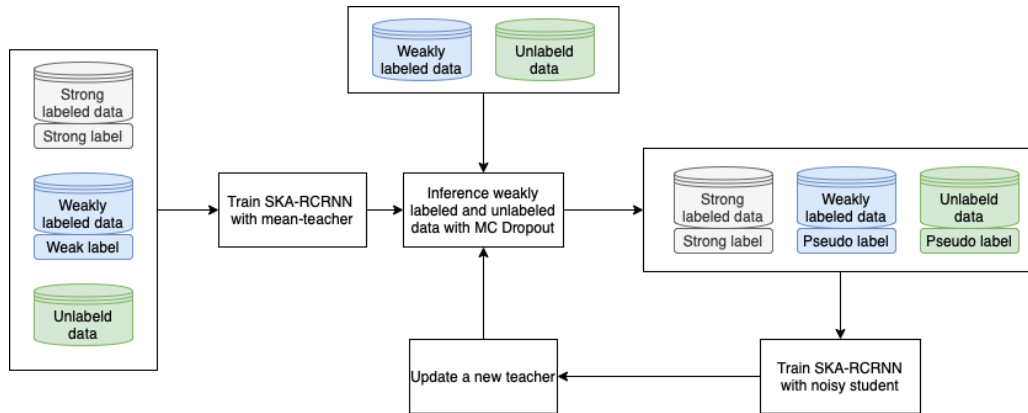 Strong
labeled data
Strong label
Weakly
labeled data
Weak label
Unlabeld
data
Train SKA-RCRNN
with mean-teacher
Weakly
labeled data
Unlabeld
data
Inference weakly
labeled and unlabeled
data with MC Dropout
Strong
labeled data
Strong label
Weakly
labeled data
Pseudo label
Unlabeld
data
Pseudo label
Update a new teacher
Train SKA-RCRNN
with noisy student